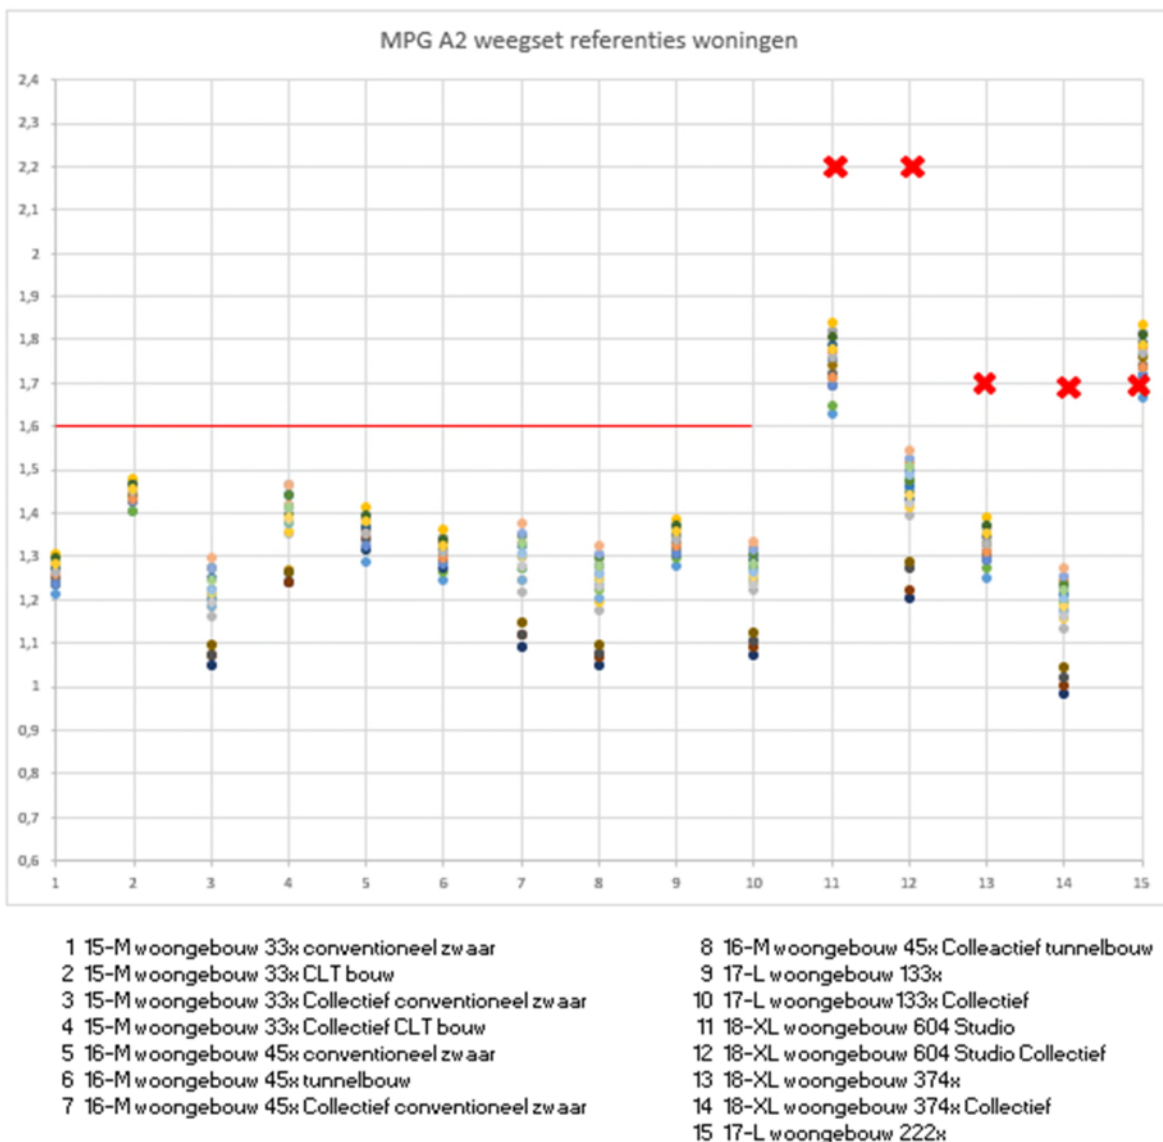 MPG A2 weegset referenties woningen
2,4
2,3
2,2
2,1
2
1,9
1,8
1,7
1,6
1,5
1,4
1,3
1,2
1,1
1
0,9
0,8
0,7
0,6
1 2 3 4 5 6 7 8 9 10 11 12 13 14 15
1 15-M woongebouw 33x conventioneel zwaar
2 15-M woongebouw 33x CLT bouw
3 15-M woongebouw 33x Collectief conventioneel zwaar
4 15-M woongebouw 33x Collectief CLT bouw
5 16-M woongebouw 45x conventioneel zwaar
6 16-M woongebouw 45x tunnelbouw
7 16-M woongebouw 45x Collectief conventioneel zwaar
8 16-M woongebouw 45x Colleactief tunnelbouw
9 17-L woongebouw 133x
10 17-L woongebouw 133x Collectief
11 18-XL woongebouw 604 Studio
12 18-XL woongebouw 604 Studio Collectief
13 18-XL woongebouw 374x
14 18-XL woongebouw 374x Collectief
15 17-L woongebouw 222x